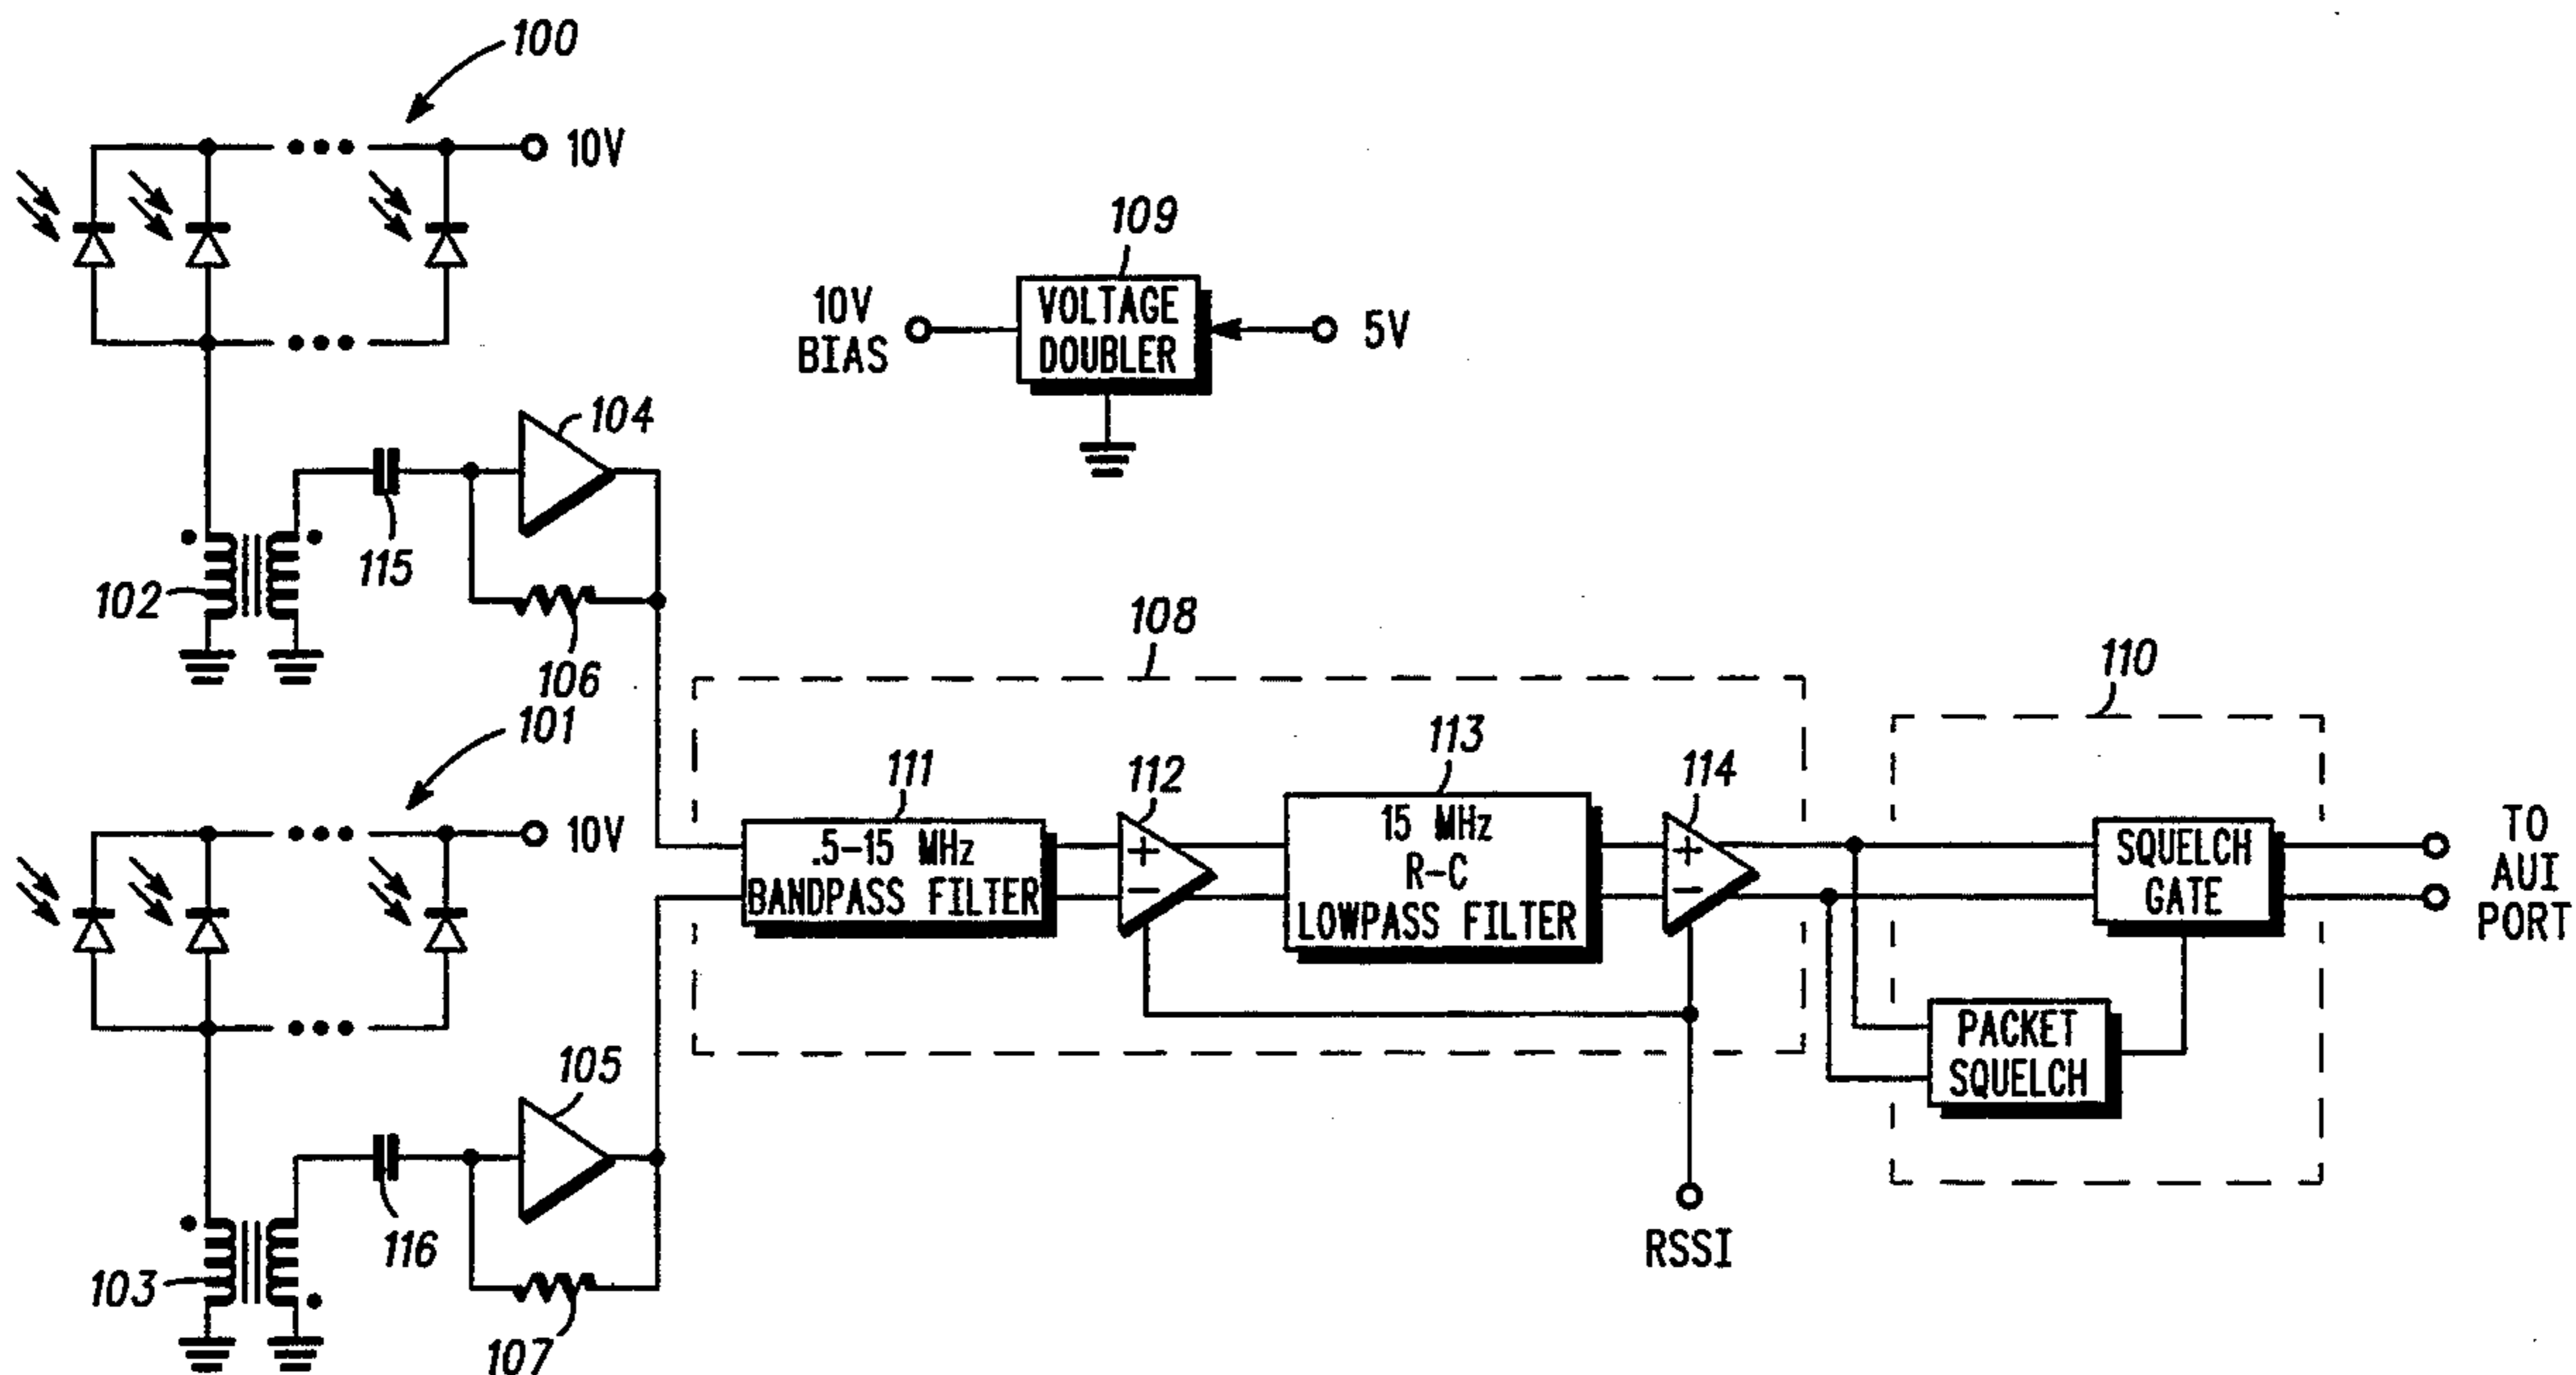 100
10V
109
10V
BIAS
VOLTAGE
DOUBLER
5V
104
115
102
106
101
108
110
10V
111
112
113
114
.5-15 MHz
BANDPASS FILTER
+
-
15 MHz
R-C
LOWPASS FILTER
+
-
SQUELCH
GATE
TO
AUI
PORT
PACKET
SQUELCH
105
116
103
107
RSSI